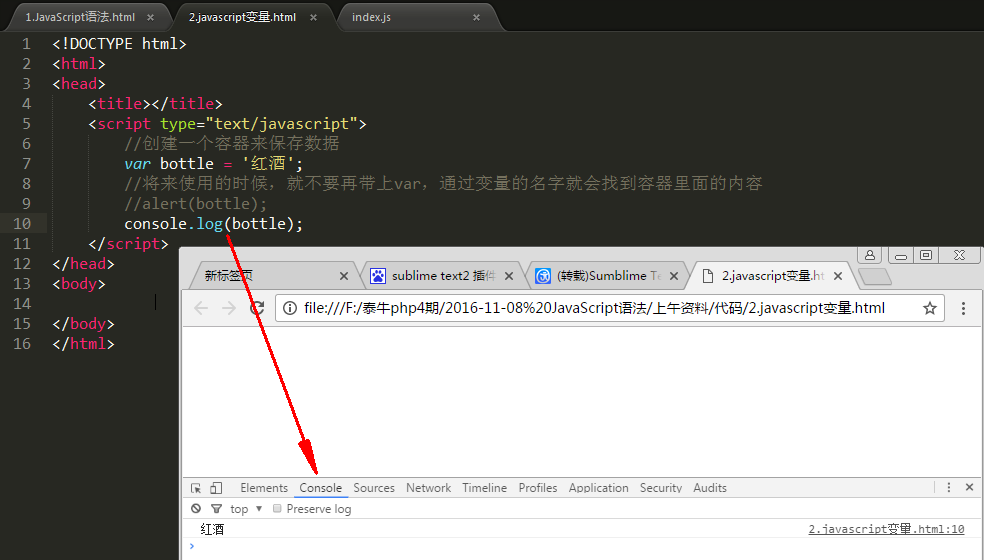 1.JavaScript语法.html × 2.javascript变量.html × index.js ×
1 <!DOCTYPE html>
2 <html>
3 <head>
4 <title></title>
5 <script type="text/javascript">
6 //创建一个容器来保存数据
7 var bottle = '红酒';
8 //将来使用的时候，就不要再带上var，通过变量的名字就会找到容器里面的内容
9 //alert(bottle);
10 console.log(bottle);
11 </script>
12 </head>
13 <body>
14
15 </body>
16 </html>
新标签页 × sublime text2 插件 × (转载)Sumblime Te × 2.javascript变量.ht ×
file:///F:/泰牛php4期/2016-11-08%20JavaScript语法/上午资料/代码/2.javascript变量.html
Elements Console Sources Network Timeline Profiles Application Security Audits
top ▼ Preserve log
红酒 2.javascript变量.html:10
>